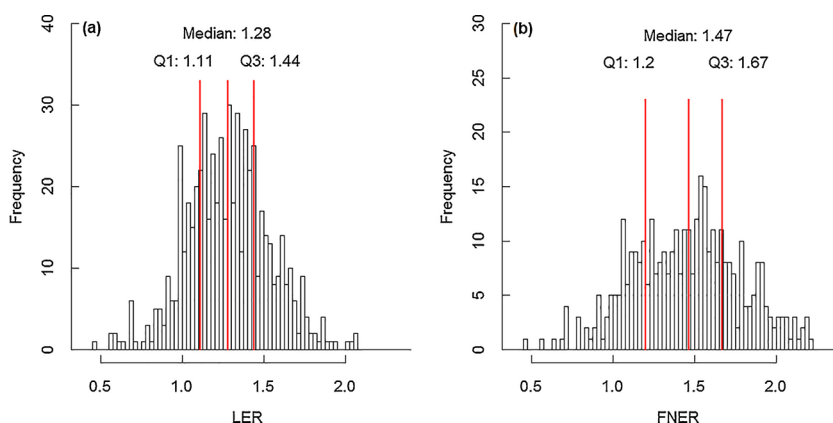 (a)
Median: 1.28
Q1: 1.11 Q3: 1.44
Frequency
40
30
20
10
0
0.5 1.0 1.5 2.0
LER
(b)
Median: 1.47
Q1: 1.2 Q3: 1.67
Frequency
30
25
20
15
10
5
0
0.5 1.0 1.5 2.0
FNER